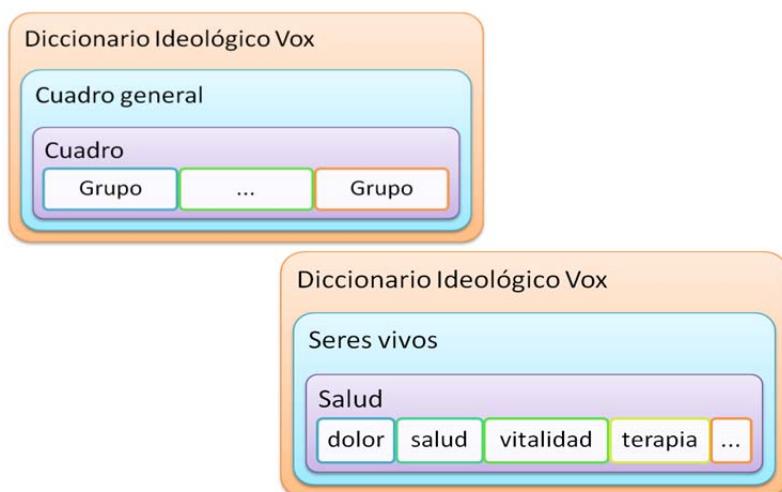 Diccionario Ideológico Vox
Cuadro general
Cuadro
Grupo ... Grupo
Diccionario Ideológico Vox
Seres vivos
Salud
dolor salud vitalidad terapia ...